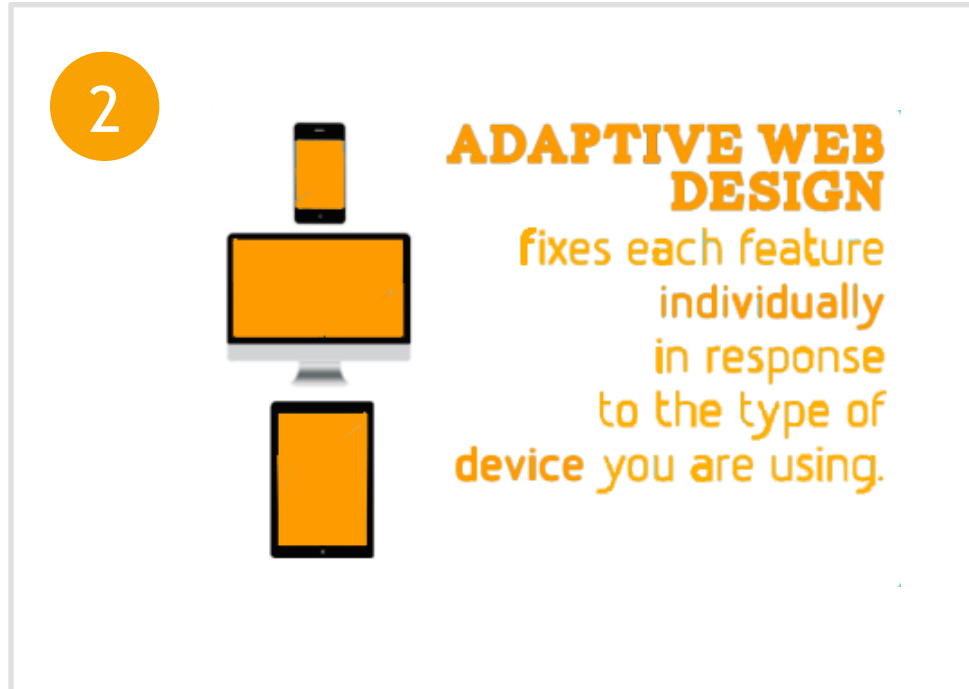 2
ADAPTIVE WEB
DESIGN
fixes each feature
individually
in response
to the type of
device you are using.